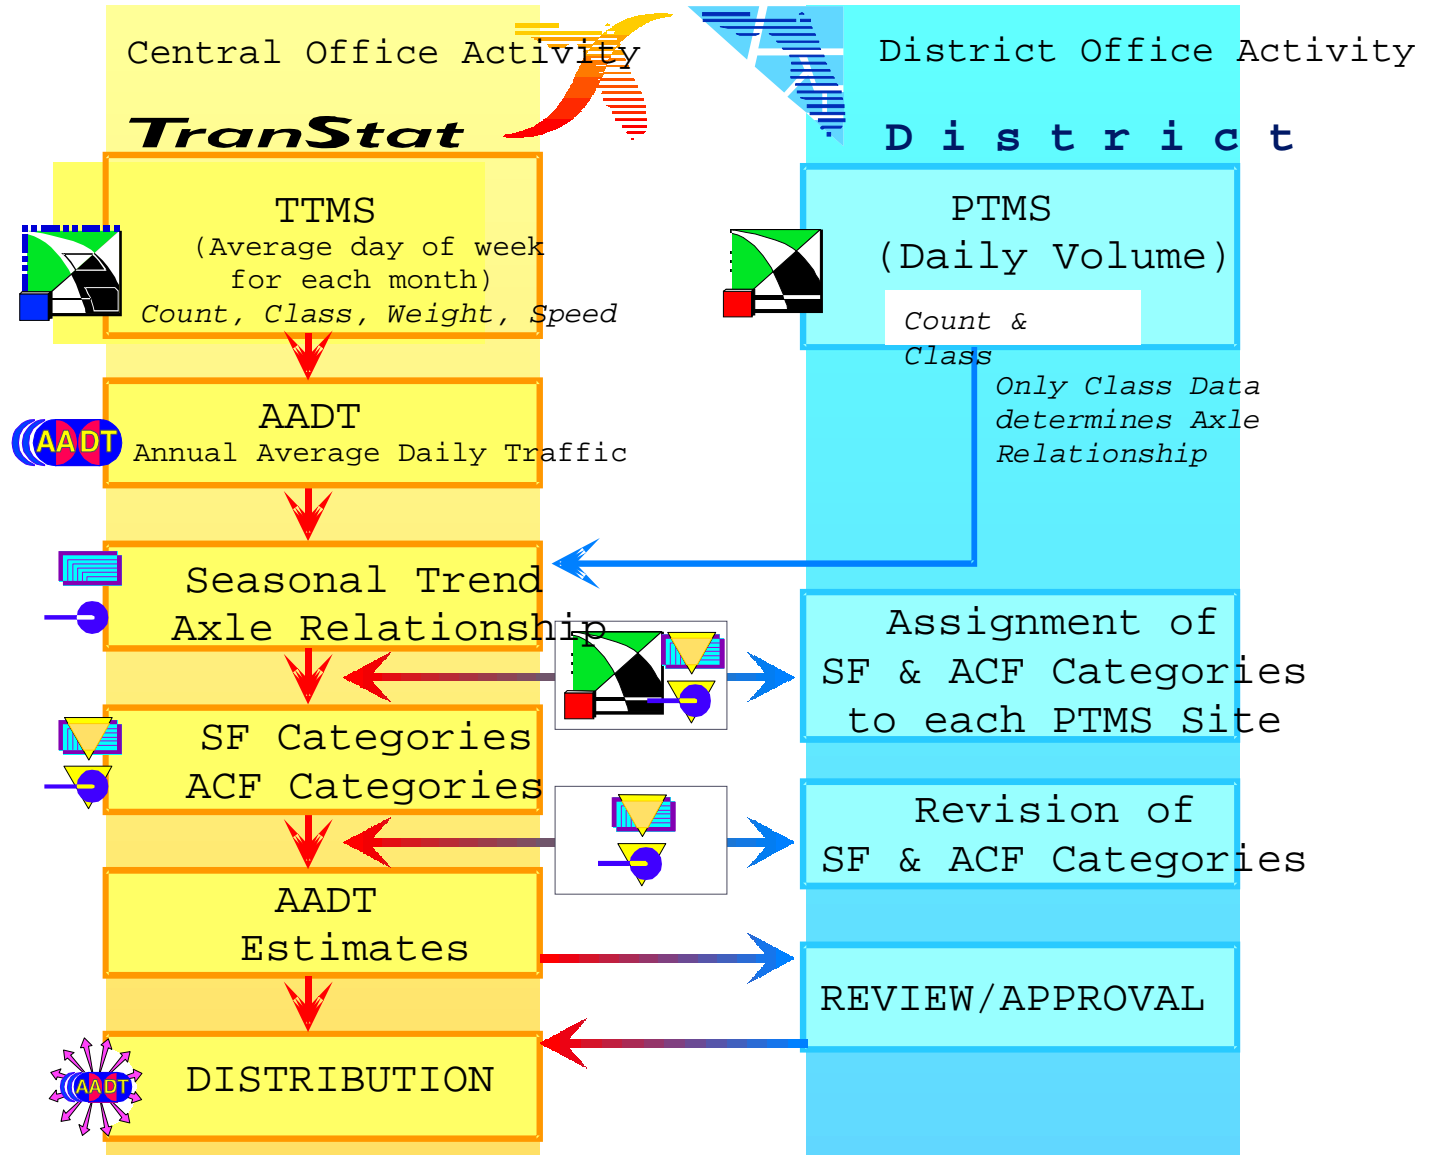 Central Office Activity
TranStat
TTMS
(Average day of week
for each month)
Count, Class, Weight, Speed
AADT
AADT
Annual Average Daily Traffic
Seasonal Trend
Axle Relationship
SF Categories
ACF Categories
AADT
Estimates
AADT
DISTRIBUTION
District Office Activity
District
PTMS
(Daily Volume)
Count &
Class
Only Class Data
determines Axle
Relationship
Assignment of
SF & ACF Categories
to each PTMS Site
Revision of
SF & ACF Categories
REVIEW/APPROVAL